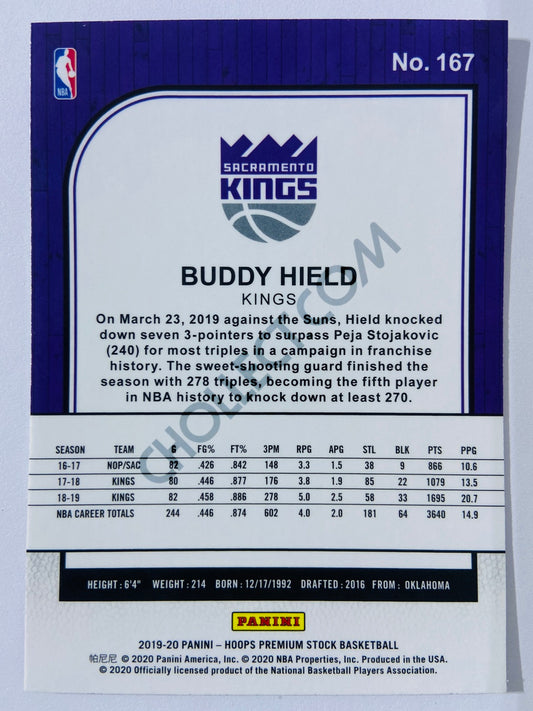 NBA
No. 167
SACRAMENTO
KINGS
BUDDY HIELD
KINGS
On March 23, 2019 against the Suns, Hield knocked
down seven 3-pointers to surpass Peja Stojakovic
(240) for most triples in a campaign in franchise
history. The sweet-shooting guard finished the
season with 278 triples, becoming the fifth player
in NBA history to knock down at least 270.
CHOLLECT.COM
SEASON TEAM G FG% FT% 3PM RPG APG STL BLK PTS PPG
16-17 NOP/SAC 82 .426 .842 148 3.3 1.5 38 9 866 10.6
17-18 KINGS 80 .446 .877 176 3.8 1.9 85 22 1079 13.5
18-19 KINGS 82 .458 .886 278 5.0 2.5 58 33 1695 20.7
NBA CAREER TOTALS 244 .446 .874 602 4.0 2.0 181 64 3640 14.9
HEIGHT: 6'4" WEIGHT: 214 BORN: 12/17/1992 DRAFTED: 2016 FROM: OKLAHOMA
PANINI
2019-20 PANINI – HOOPS PREMIUM STOCK BASKETBALL
帕尼尼 © 2020 Panini America, Inc. © 2020 NBA Properties, Inc. Produced in the USA.
© 2020 Officially licensed product of the National Basketball Players Association.